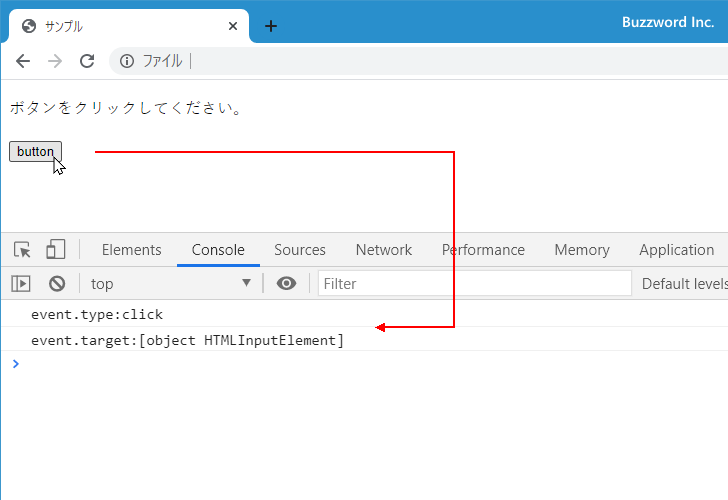 サンプル
Buzzword Inc.
ファイル
ボタンをクリックしてください。
button
Elements Console Sources Network Performance Memory Application
top Filter Default levels
event.type:click
event.target:[object HTMLInputElement]